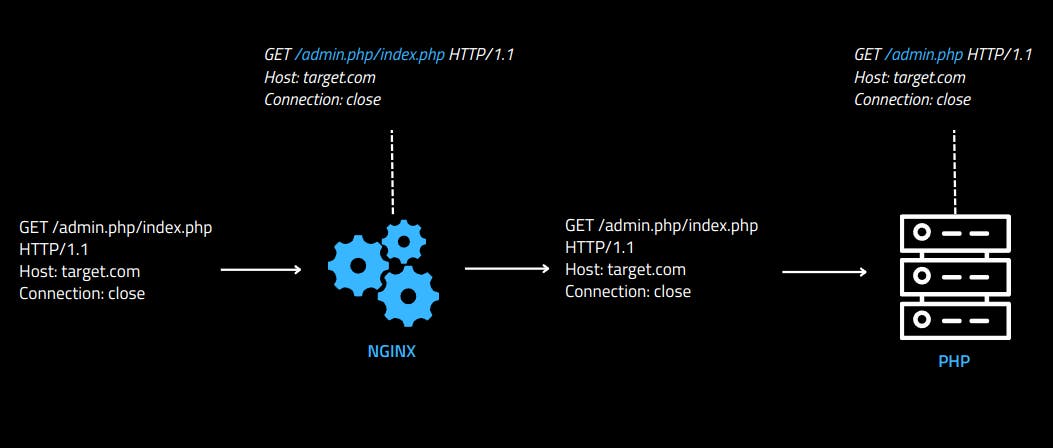 GET /admin.php/index.php HTTP/1.1
Host: target.com
Connection: close
GET /admin.php HTTP/1.1
Host: target.com
Connection: close
GET /admin.php/index.php
HTTP/1.1
Host: target.com
Connection: close
NGINX
GET /admin.php/index.php
HTTP/1.1
Host: target.com
Connection: close
PHP